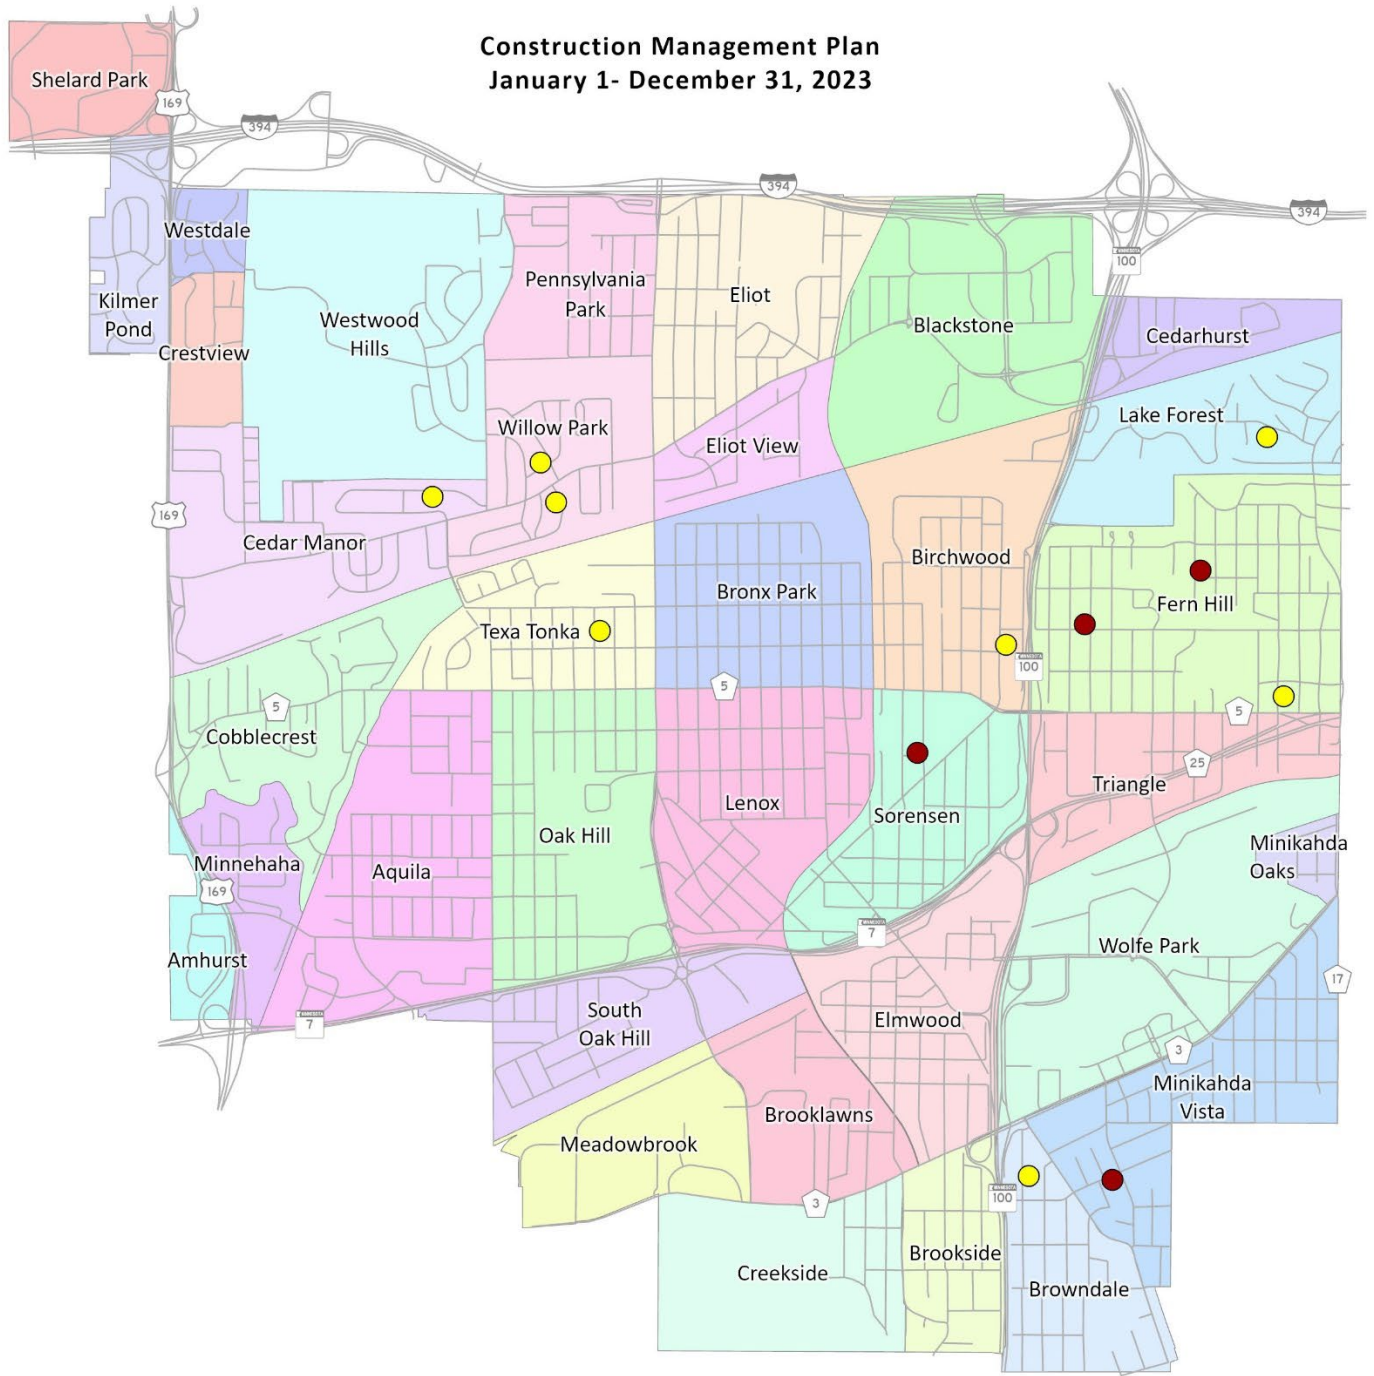 Construction Management Plan
January 1- December 31, 2023
Shelard Park
169
394
394
394
Westdale
100
Kilmer
Pond
Pennsylvania
Park
Eliot
Westwood
Hills
Blackstone
Cedarhurst
Crestview
Lake Forest
Willow Park
Eliot View
169
Cedar Manor
Birchwood
Bronx Park
Fern Hill
Texa Tonka
100
5
5
5
Cobblecrest
25
Triangle
Lenox
Sorensen
Oak Hill
Minikahda
Oaks
Minnehaha
Aquila
169
7
Wolfe Park
Amhurst
17
South
Oak Hill
Elmwood
7
3
Minikahda
Vista
Brooklawns
Meadowbrook
100
3
Brookside
Creekside
Browndale